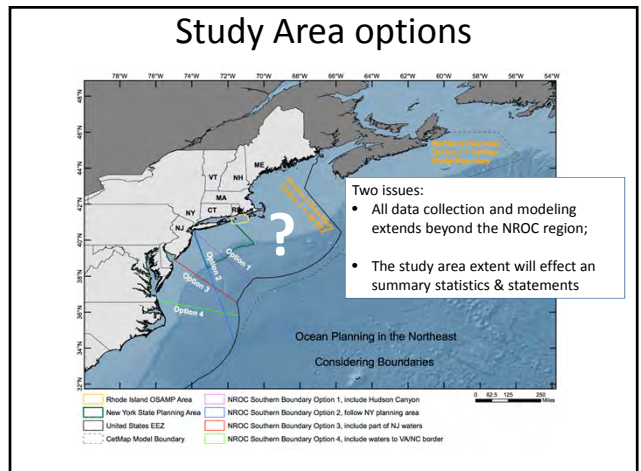 Study Area options
78°W 76°W 74°W 72°W 70°W 68°W 66°W 64°W 62°W 60°W 58°W 56°W 54°W
46°N
44°N
42°N
40°N
38°N
36°N
34°N
32°N
46°N
44°N
ME
VT
NH
MA
NY
CT
RI
NJ
?
Option 1
Option 2
Option 3
Option 4
Northern Boundary
Model Boundary
Two issues:
• All data collection and modeling
extends beyond the NROC region;
• The study area extent will effect an
summary statistics & statements
Ocean Planning in the Northeast
Considering Boundaries
0 62.5 125 250
Miles
Rhode Island OSAMP Area
New York State Planning Area
United States EEZ
CetMap Model Boundary
NROC Southern Boundary Option 1, include Hudson Canyon
NROC Southern Boundary Option 2, follow NY planning area
NROC Southern Boundary Option 3, include part of NJ waters
NROC Southern Boundary Option 4, include waters to VA/NC border